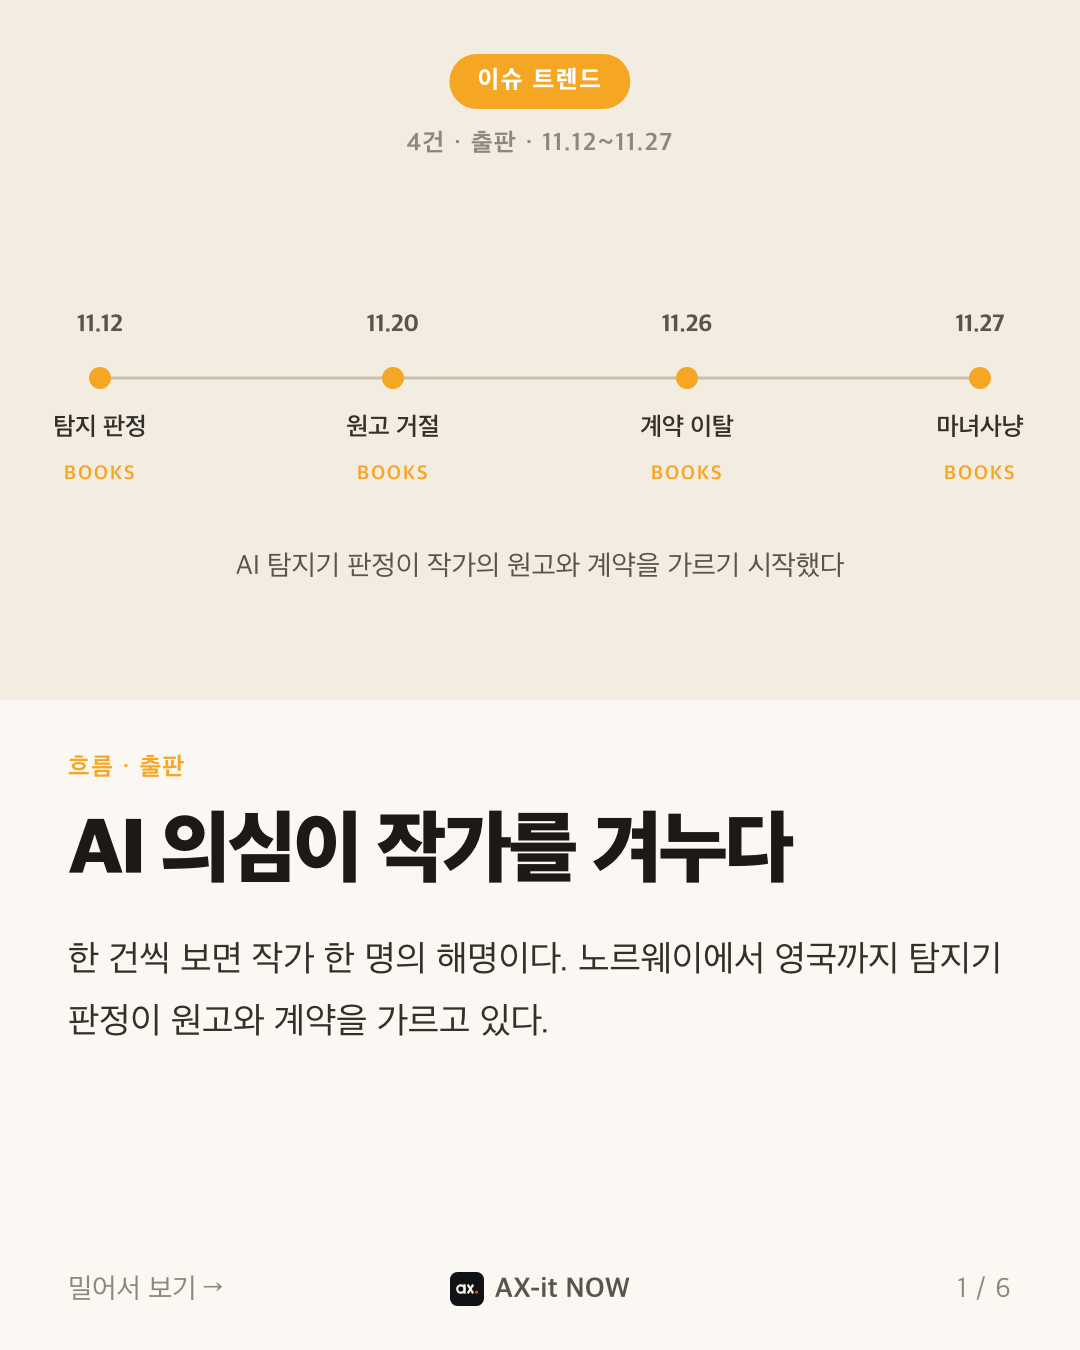 이슈 트렌드
4건 · 출판 · 11.12~11.27
11.12 11.20 11.26 11.27
탐지 판정 원고 거절 계약 이탈 마녀사냥
BOOKS BOOKS BOOKS BOOKS
AI 탐지기 판정이 작가의 원고와 계약을 가르기 시작했다
흐름 · 출판
AI 의심이 작가를 겨누다
한 건씩 보면 작가 한 명의 해명이다. 노르웨이에서 영국까지 탐지기
판정이 원고와 계약을 가르고 있다.
밀어서 보기 → ax. AX-it NOW 1 / 6